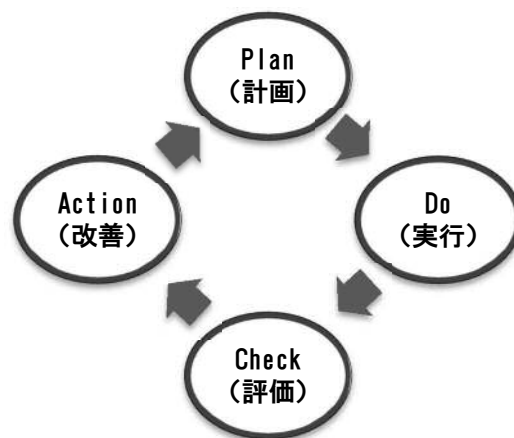 Plan
（計画）
Do
（実行）
Check
（評価）
Action
（改善）